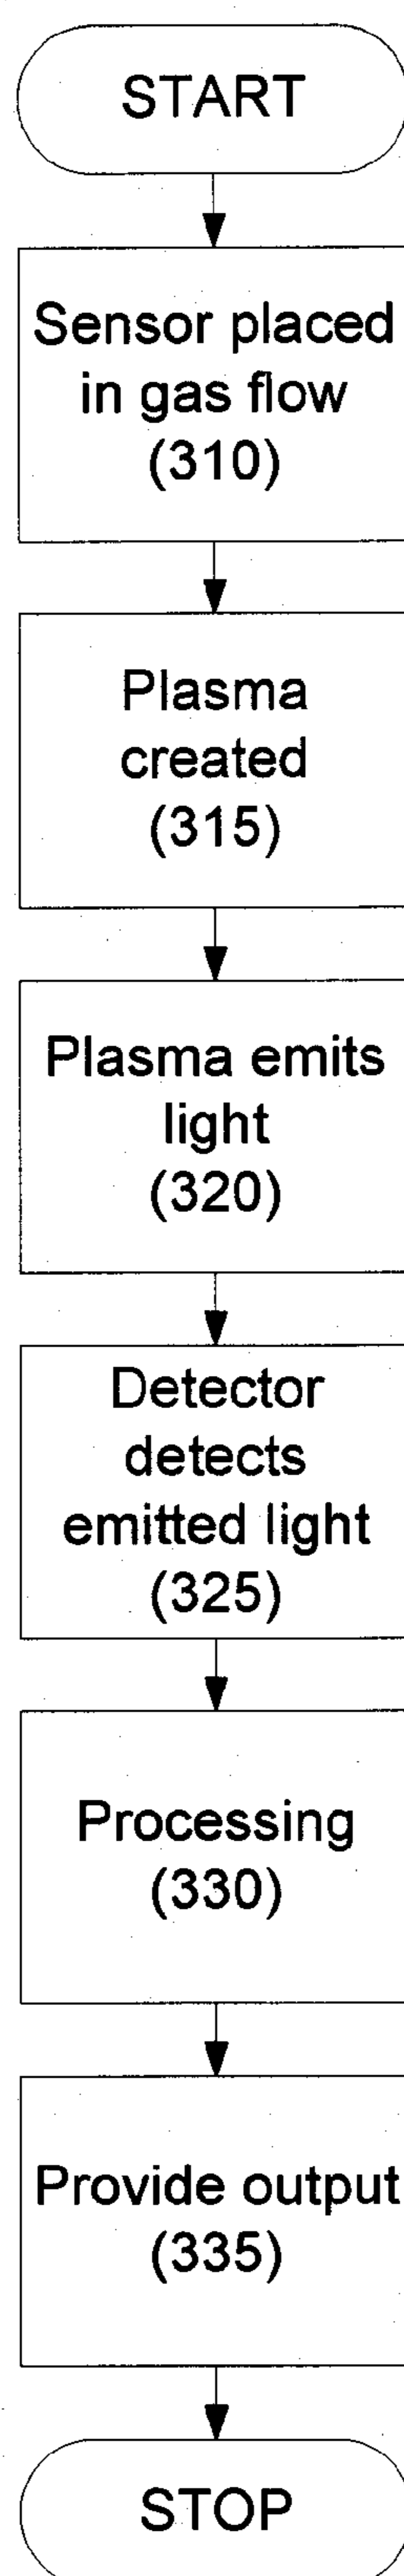 START
Sensor placed
in gas flow
(310)
Plasma
created
(315)
Plasma emits
light
(320)
Detector
detects
emitted light
(325)
Processing
(330)
Provide output
(335)
STOP